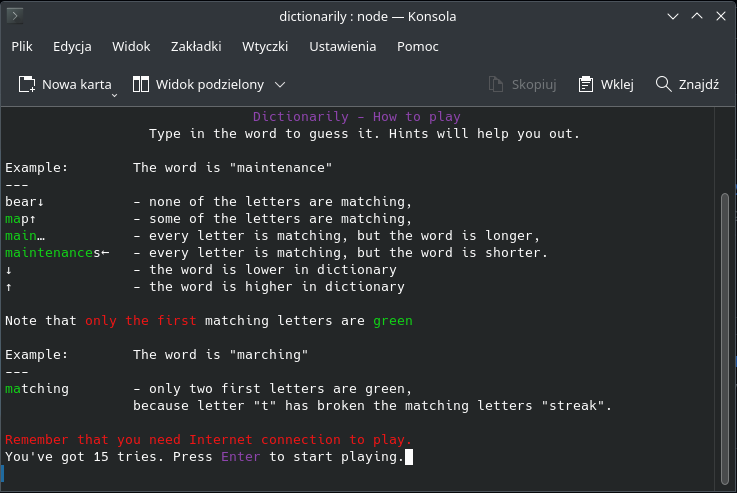 dictionarily : node — Konsola
Plik Edycja Widok Zakładki Wtyczki Ustawienia Pomoc
Nowa karta Widok podzielony Skopiuj Wklej Znajdź
Dictionarily – How to play
Type in the word to guess it. Hints will help you out.
Example: The word is "maintenance"
---
bear↓ – none of the letters are matching,
map↑ – some of the letters are matching,
main… – every letter is matching, but the word is longer,
maintenances← – every letter is matching, but the word is shorter.
↓ – the word is lower in dictionary
↑ – the word is higher in dictionary
Note that only the first matching letters are green
Example: The word is "marching"
---
matching – only two first letters are green,
because letter "t" has broken the matching letters "streak".
Remember that you need Internet connection to play.
You've got 15 tries. Press Enter to start playing.